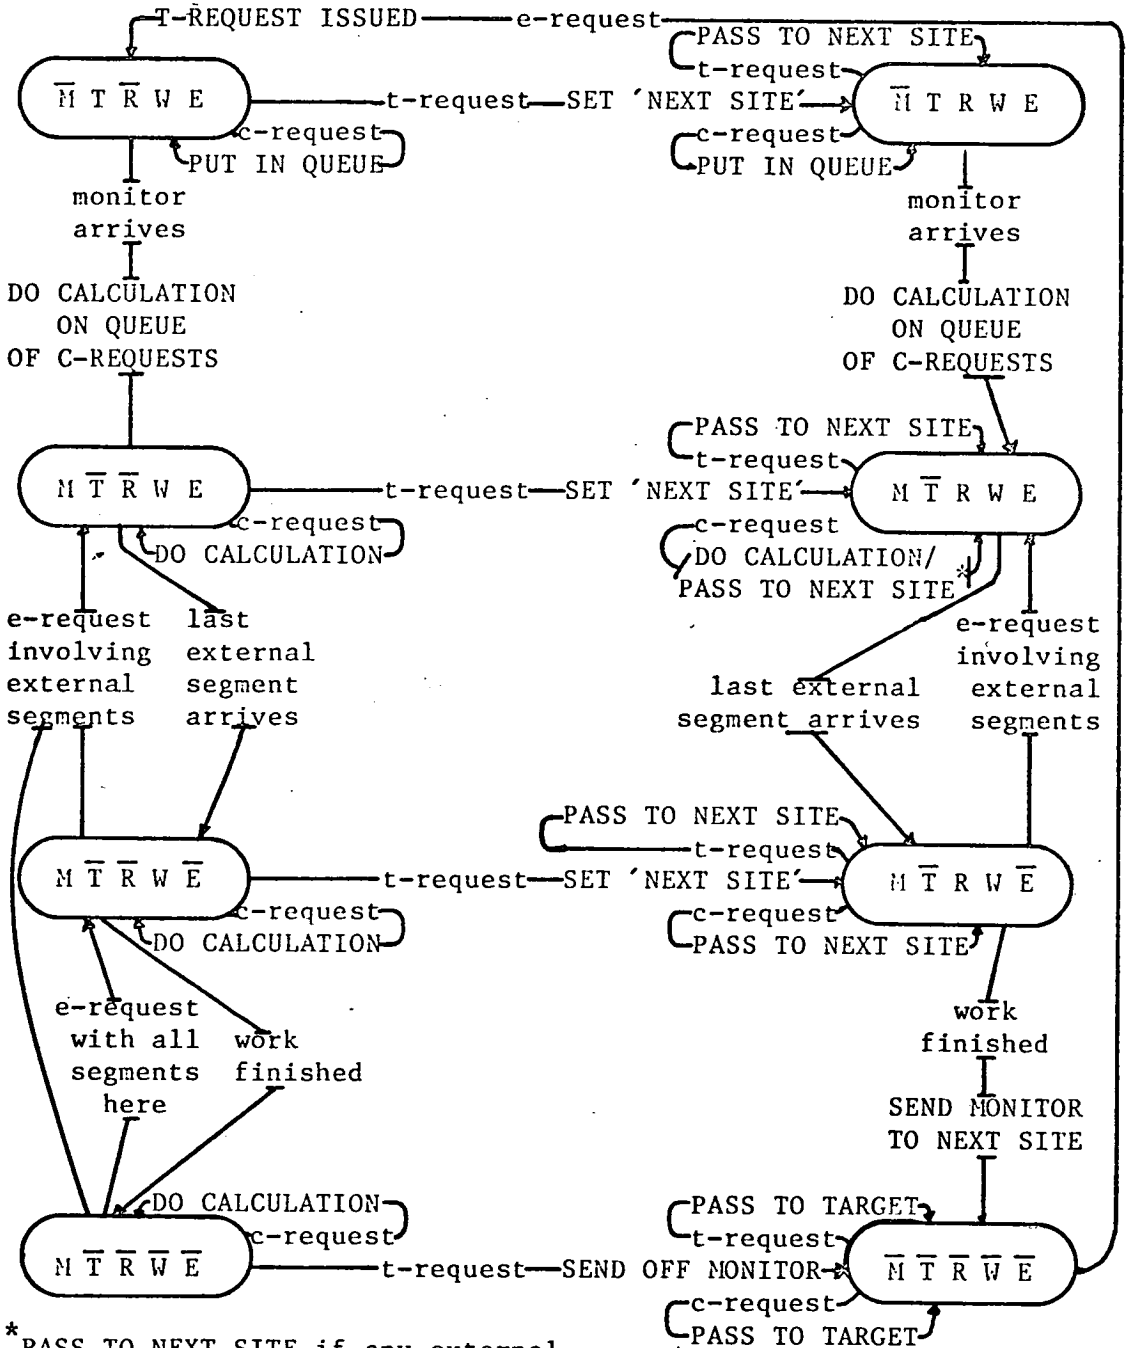 T-REQUEST ISSUED e-request
PASS TO NEXT SITE
t-request
M̅ T R̅ W E
t-request SET 'NEXT SITE'
M̅ T R W E
c-request
PUT IN QUEUE
c-request
PUT IN QUEUE
monitor
arrives
monitor
arrives
DO CALCULATION
ON QUEUE
OF C-REQUESTS
DO CALCULATION
ON QUEUE
OF C-REQUESTS
PASS TO NEXT SITE
t-request
M T̅ R̅ W E
t-request SET 'NEXT SITE'
M T̅ R W E
c-request
DO CALCULATION
c-request
DO CALCULATION/
PASS TO NEXT SITE *
e-request
involving
external
segments
last
external
segment
arrives
last external
segment arrives
e-request
involving
external
segments
PASS TO NEXT SITE
t-request
M T̅ R̅ W E̅
t-request SET 'NEXT SITE'
M T̅ R W E̅
c-request
DO CALCULATION
c-request
PASS TO NEXT SITE
e-request
with all
segments
here
work
finished
work
finished
SEND MONITOR
TO NEXT SITE
DO CALCULATION
c-request
PASS TO TARGET
t-request
M T̅ R̅ W̅ E̅
t-request SEND OFF MONITOR
M̅ T̅ R̅ W̅ E̅
c-request
PASS TO TARGET
* PASS TO NEXT SITE if any external